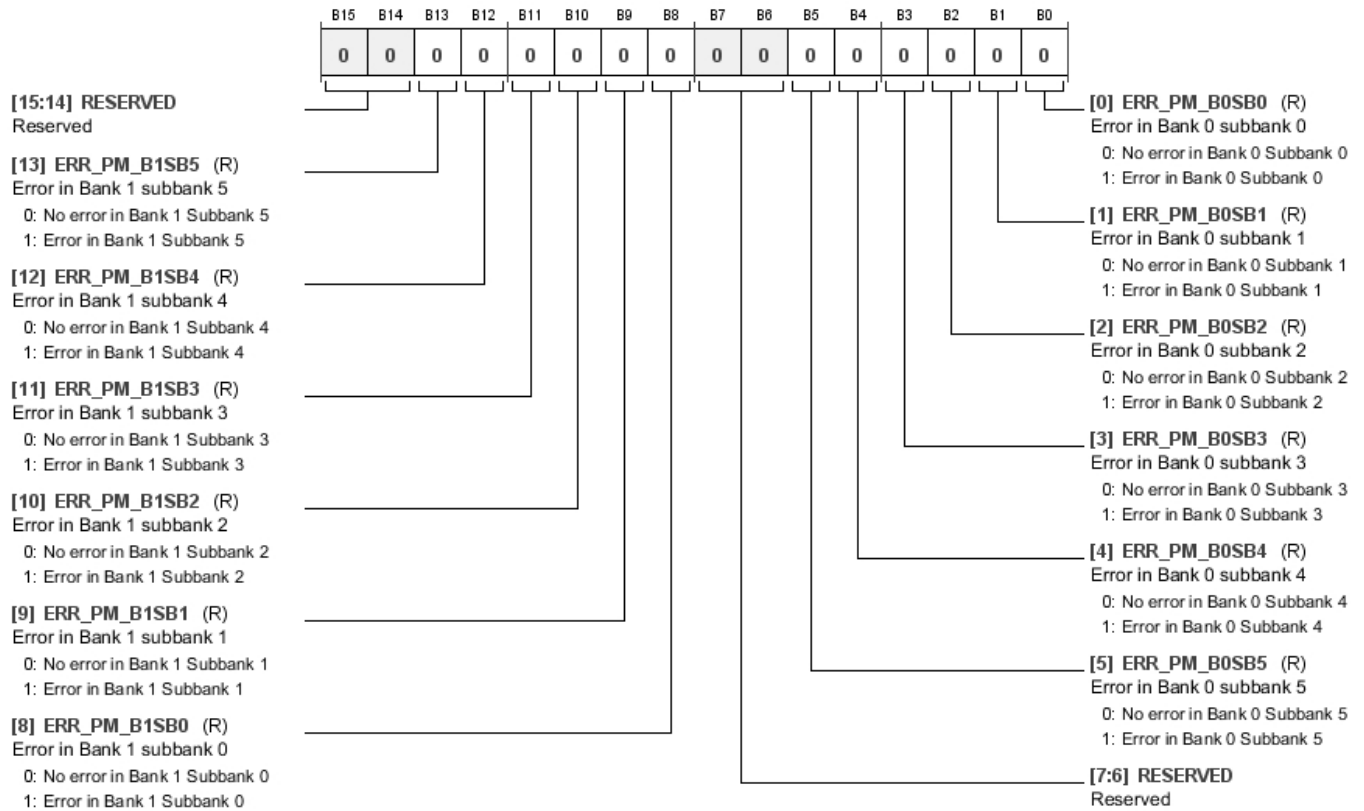 B15 B14 B13 B12 B11 B10 B9 B8 B7 B6 B5 B4 B3 B2 B1 B0
0 0 0 0 0 0 0 0 0 0 0 0 0 0 0 0
[15:14] RESERVED
Reserved
[13] ERR_PM_B1SB5 (R)
Error in Bank 1 subbank 5
0: No error in Bank 1 Subbank 5
1: Error in Bank 1 Subbank 5
[12] ERR_PM_B1SB4 (R)
Error in Bank 1 subbank 4
0: No error in Bank 1 Subbank 4
1: Error in Bank 1 Subbank 4
[11] ERR_PM_B1SB3 (R)
Error in Bank 1 subbank 3
0: No error in Bank 1 Subbank 3
1: Error in Bank 1 Subbank 3
[10] ERR_PM_B1SB2 (R)
Error in Bank 1 subbank 2
0: No error in Bank 1 Subbank 2
1: Error in Bank 1 Subbank 2
[9] ERR_PM_B1SB1 (R)
Error in Bank 1 subbank 1
0: No error in Bank 1 Subbank 1
1: Error in Bank 1 Subbank 1
[8] ERR_PM_B1SB0 (R)
Error in Bank 1 subbank 0
0: No error in Bank 1 Subbank 0
1: Error in Bank 1 Subbank 0
[0] ERR_PM_B0SB0 (R)
Error in Bank 0 subbank 0
0: No error in Bank 0 Subbank 0
1: Error in Bank 0 Subbank 0
[1] ERR_PM_B0SB1 (R)
Error in Bank 0 subbank 1
0: No error in Bank 0 Subbank 1
1: Error in Bank 0 Subbank 1
[2] ERR_PM_B0SB2 (R)
Error in Bank 0 subbank 2
0: No error in Bank 0 Subbank 2
1: Error in Bank 0 Subbank 2
[3] ERR_PM_B0SB3 (R)
Error in Bank 0 subbank 3
0: No error in Bank 0 Subbank 3
1: Error in Bank 0 Subbank 3
[4] ERR_PM_B0SB4 (R)
Error in Bank 0 subbank 4
0: No error in Bank 0 Subbank 4
1: Error in Bank 0 Subbank 4
[5] ERR_PM_B0SB5 (R)
Error in Bank 0 subbank 5
0: No error in Bank 0 Subbank 5
1: Error in Bank 0 Subbank 5
[7:6] RESERVED
Reserved